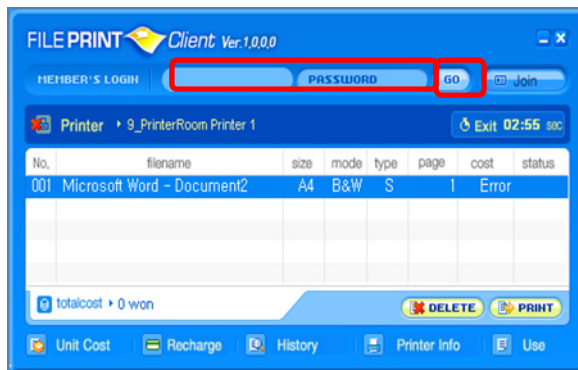 FILE PRINT Client Ver.1,0,0,0
MEMBER'S LOGIN PASSWORD GO Join
Printer 9_PrinterRoom Printer 1 Exit 02:55 sec
No, filename size mode type page cost status
001 Microsoft Word - Document2 A4 B&W S 1 Error
totalcost 0 won DELETE PRINT
Unit Cost Recharge History Printer Info Use